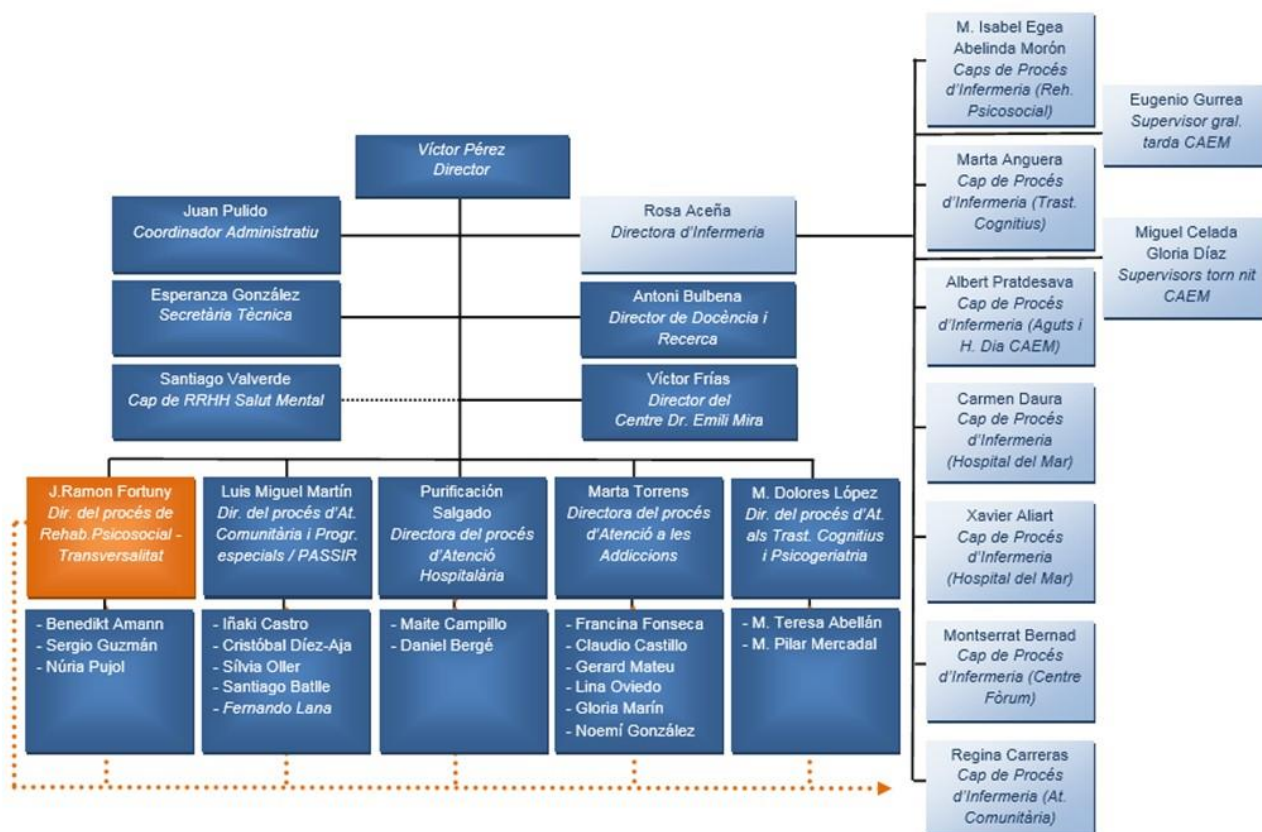 Víctor Pérez
Director
Juan Pulido
Coordinador Administratiu
Rosa Aceña
Directora d'Infermeria
Esperanza González
Secretària Tècnica
Antoni Bulbena
Director de Docència i
Recerca
Santiago Valverde
Cap de RRHH Salut Mental
Víctor Frías
Director del
Centre Dr. Emili Mira
J.Ramon Fortuny
Dir. del procés de
Rehab.Psicosocial -
Transversalitat
Luis Miguel Martín
Dir. del procés d'At.
Comunitària i Progr.
especials / PASSIR
Purificación
Salgado
Directora del procés
d'Atenció
Hospitalària
Marta Torrens
Directora del procés
d'Atenció a les
Addiccions
M. Dolores López
Dir. del procés d'At.
als Trast. Cognitius
i Psicogeriatria
- Benedikt Amann
- Sergio Guzmán
- Núria Pujol
- Iñaki Castro
- Cristóbal Díez-Aja
- Sílvia Oller
- Santiago Batlle
- Fernando Lana
- Maite Campillo
- Daniel Bergé
- Francina Fonseca
- Claudio Castillo
- Gerard Mateu
- Lina Oviedo
- Gloria Marín
- Noemí González
- M. Teresa Abellán
- M. Pilar Mercadal
M. Isabel Egea
Abelinda Morón
Caps de Procés
d'Infermeria (Reh.
Psicosocial)
Eugenio Gurrea
Supervisor gral.
tarda CAEM
Marta Anguera
Cap de Procés
d'Infermeria (Trast.
Cognitius)
Miguel Celada
Gloria Díaz
Supervisors torn nit
CAEM
Albert Pratdesava
Cap de Procés
d'Infermeria (Aguts i
H. Dia CAEM)
Carmen Daura
Cap de Procés
d'Infermeria
(Hospital del Mar)
Xavier Aliart
Cap de Procés
d'Infermeria
(Hospital del Mar)
Montserrat Bernad
Cap de Procés
d'Infermeria (Centre
Fòrum)
Regina Carreras
Cap de Procés
d'Infermeria (At.
Comunitària)